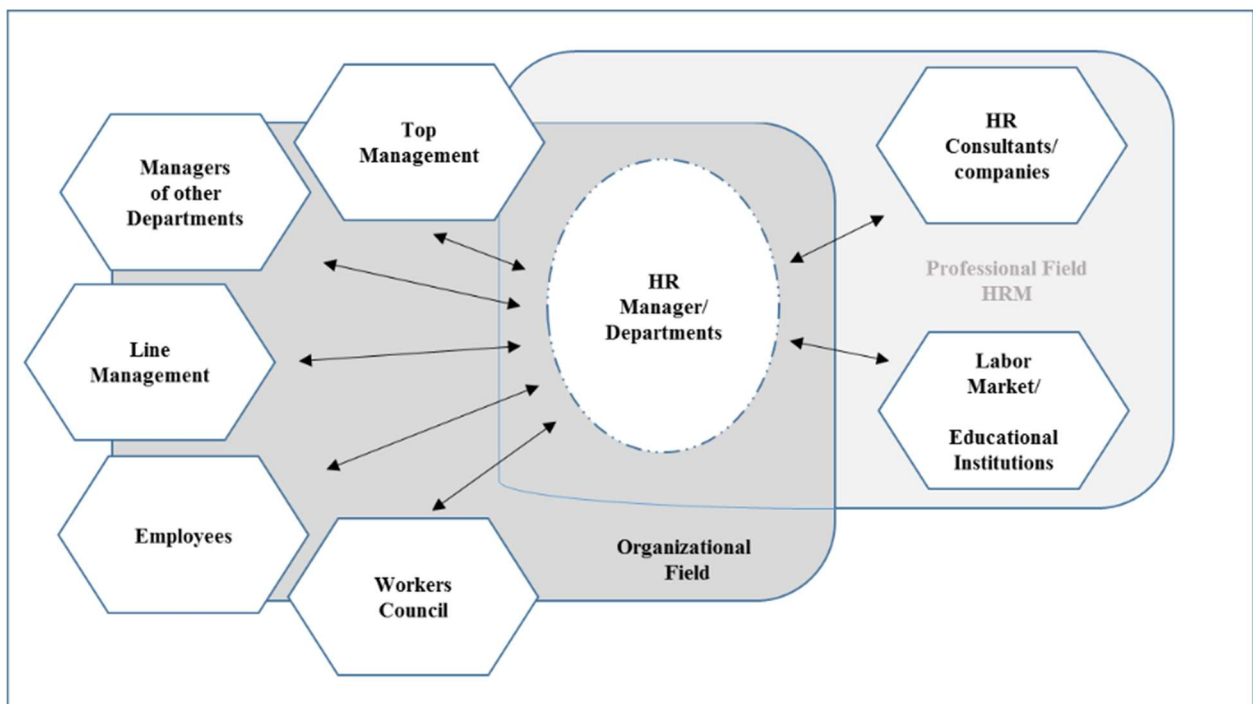 Top
Management
Managers
of other
Departments
Line
Management
Employees
Workers
Council
HR
Manager/
Departments
Organizational
Field
HR
Consultants/
companies
Professional Field
HRM
Labor
Market/
Educational
Institutions